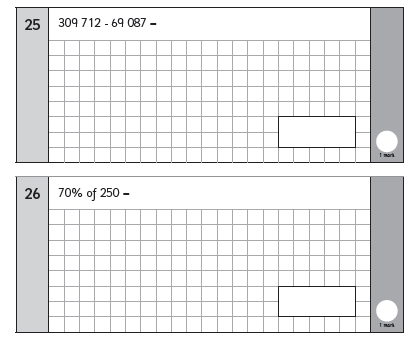 25
309 712 - 69 087 =
1 mark
26
70% of 250 =
1 mark